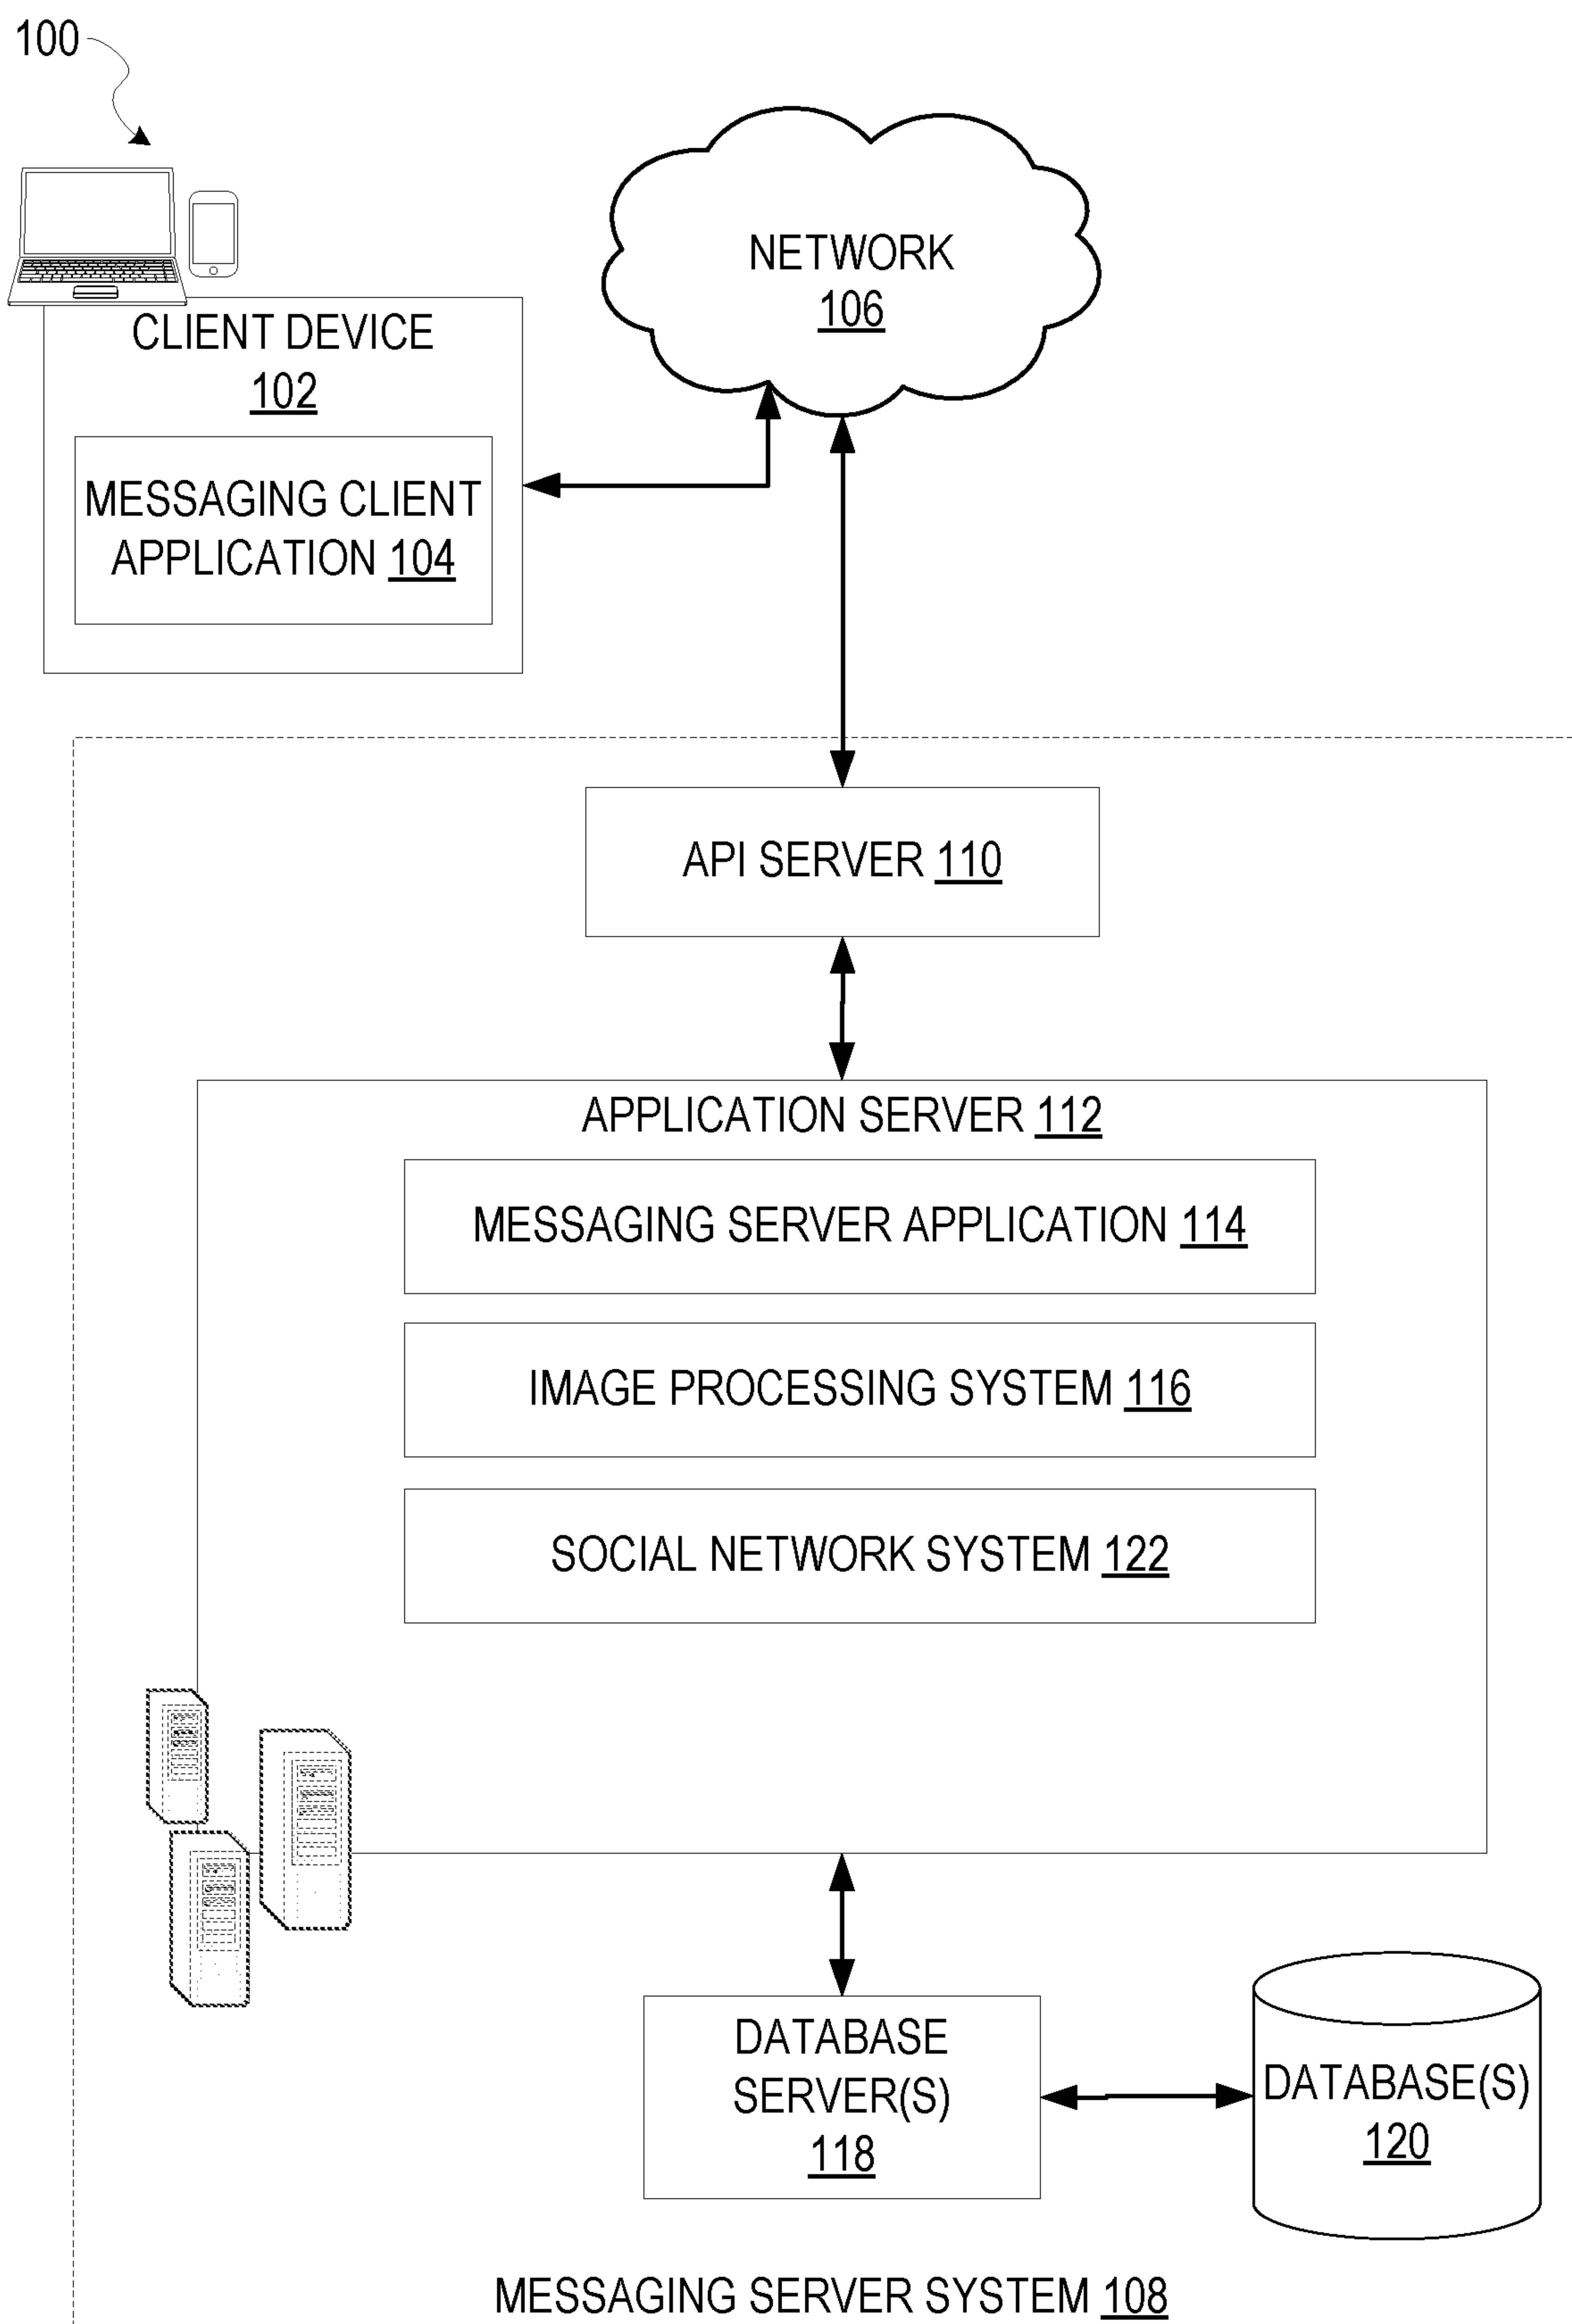 100
NETWORK
106
CLIENT DEVICE
102
MESSAGING CLIENT
APPLICATION 104
API SERVER 110
APPLICATION SERVER 112
MESSAGING SERVER APPLICATION 114
IMAGE PROCESSING SYSTEM 116
SOCIAL NETWORK SYSTEM 122
DATABASE
SERVER(S)
118
DATABASE(S)
120
MESSAGING SERVER SYSTEM 108